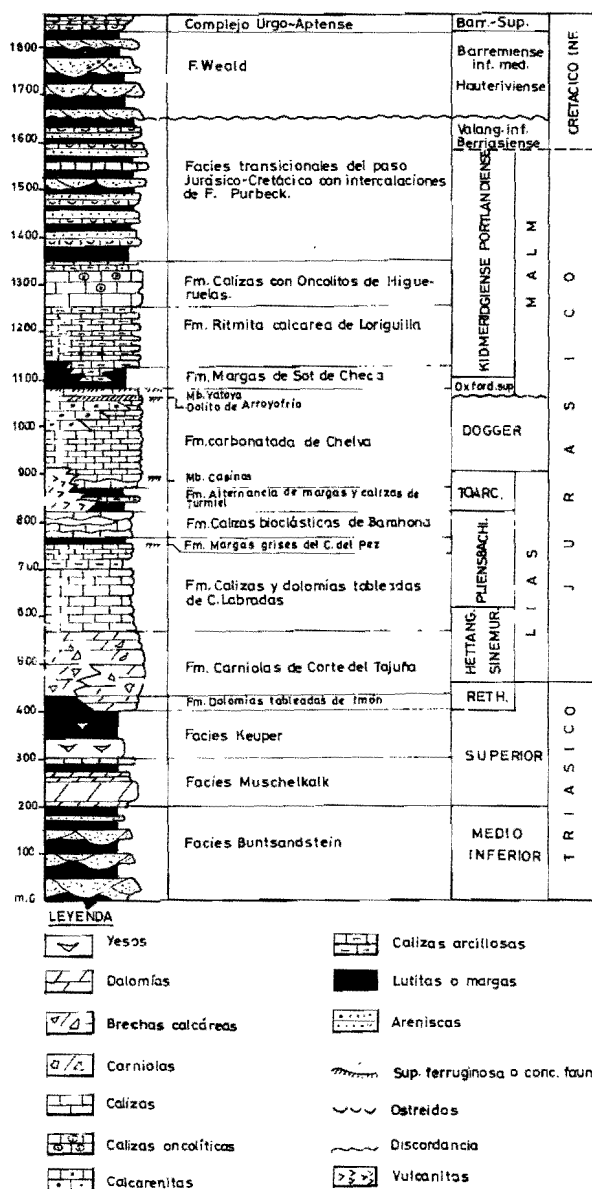 Complejo Urgo-Aptense
Barr.-Sup.
1800
F. Weald
Barremiense
inf. med.
1700
Hauteriviense
CRETACICO INF.
1600
Valang. inf.
Berriasiense
Facies transicionales del paso
Jurásico-Cretácico con intercalaciones
de F. Purbeck.
1500
1400
KIDMERIDGIENSE PORTLANDIENSE
MALM
JURASICO
1300
Fm. Calizas con Oncolitos de Higue-
ruelas.
1200
Fm. Ritmita calcarea de Loriguilla
1100
Fm. Margas de Sot de Checa
Oxford.sup
Mb. Yatova
Oolito de Arroyofrio
1000
Fm. carbonatada de Chelva
DOGGER
900
Mb. Casinos
Fm. Alternancia de margas y calizas de
Turmiel
TOARC.
800
Fm. Calizas bioclásticas de Barahona
Fm. Margas grises del C. del Pez
PLIENSBACHI.
LIAS
700
Fm. Calizas y dolomías tableadas
de C. Labradas
600
HETTANG.
SINEMUR.
500
Fm. Carniolas de Corte del Tajuña
Fm. Dolomías tableadas de Imón
RETH.
400
Facies Keuper
SUPERIOR
TRIASICO
300
Facies Muschelkalk
200
Facies Buntsandstein
MEDIO
INFERIOR
100
m.0
LEYENDA
Yesos
Calizas arcillosas
Dalomías
Lutitas o margas
Brechas calcáreas
Areniscas
Carniolas
Sup. ferruginosa o conc. faun
Calizas
Ostreidos
Calizas oncolíticas
Discordancia
Calcarenitas
Vulcanitas